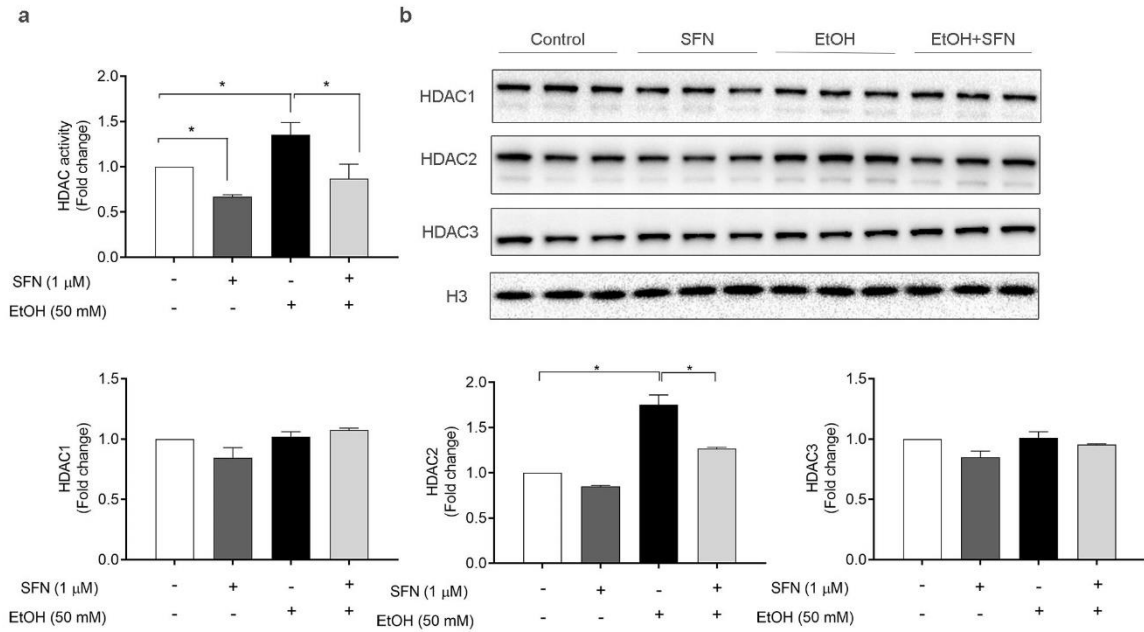 a
b
Control SFN EtOH EtOH+SFN
HDAC1
HDAC2
HDAC3
H3
HDAC activity
(Fold change)
2.0
1.5
1.0
0.5
0.0
* * *
SFN (1 μM) - + - +
EtOH (50 mM) - - + +
HDAC1
(Fold change)
1.5
1.0
0.5
0.0
SFN (1 μM) - + - +
EtOH (50 mM) - - + +
HDAC2
(Fold change)
2.0
1.5
1.0
0.5
0.0
* *
SFN (1 μM) - + - +
EtOH (50 mM) - - + +
HDAC3
(Fold change)
1.5
1.0
0.5
0.0
SFN (1 μM) - + - +
EtOH (50 mM) - - + +